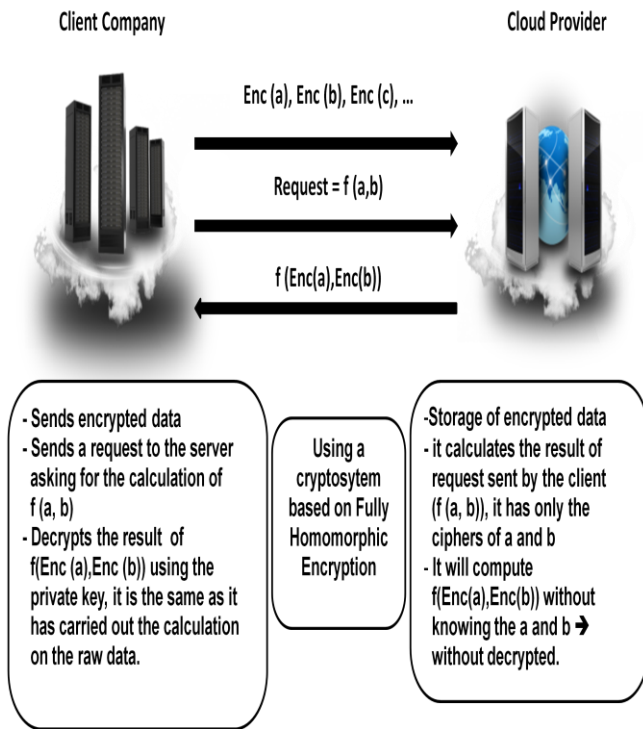 Client Company
Cloud Provider
Enc (a), Enc (b), Enc (c), ...
Request = f (a,b)
f (Enc(a),Enc(b))
- Sends encrypted data
- Sends a request to the server
asking for the calculation of
f (a, b)
- Decrypts the result of
f(Enc (a),Enc (b)) using the
private key, it is the same as it
has carried out the calculation
on the raw data.
Using a
cryptosytem
based on Fully
Homomorphic
Encryption
-Storage of encrypted data
- it calculates the result of
request sent by the client
(f (a, b)), it has only the
ciphers of a and b
- It will compute
f(Enc(a),Enc(b)) without
knowing the a and b ➔
without decrypted.